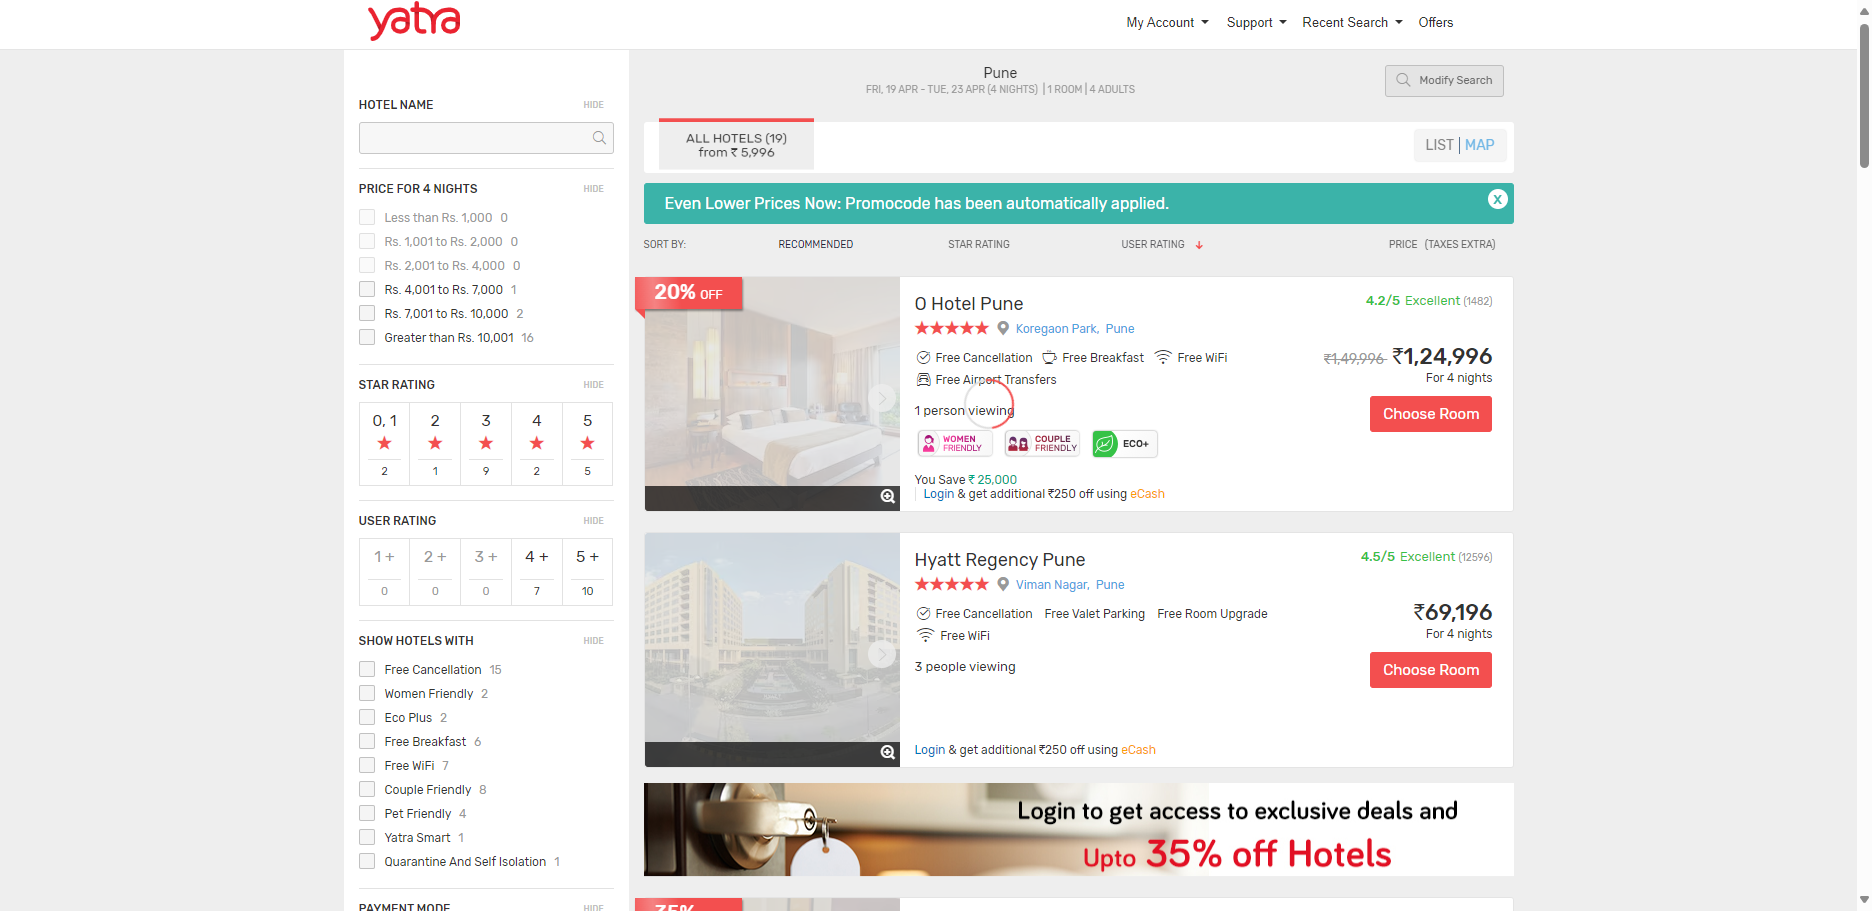 yatra
My Account
Support
Recent Search
Offers
Pune
FRI, 19 APR - TUE, 23 APR (4 NIGHTS) | 1 ROOM | 4 ADULTS
Modify Search
HOTEL NAME HIDE
PRICE FOR 4 NIGHTS HIDE
Less than Rs. 1,000 0
Rs. 1,001 to Rs. 2,000 0
Rs. 2,001 to Rs. 4,000 0
Rs. 4,001 to Rs. 7,000 1
Rs. 7,001 to Rs. 10,000 2
Greater than Rs. 10,001 16
STAR RATING HIDE
0, 1 2 3 4 5
2 1 9 2 5
USER RATING HIDE
1 + 2 + 3 + 4 + 5 +
0 0 0 7 10
SHOW HOTELS WITH HIDE
Free Cancellation 15
Women Friendly 2
Eco Plus 2
Free Breakfast 6
Free WiFi 7
Couple Friendly 8
Pet Friendly 4
Yatra Smart 1
Quarantine And Self Isolation 1
PAYMENT MODE HIDE
ALL HOTELS (19)
from ₹ 5,996
LIST | MAP
Even Lower Prices Now: Promocode has been automatically applied. X
SORT BY: RECOMMENDED STAR RATING USER RATING PRICE (TAXES EXTRA)
20% OFF
O Hotel Pune
4.2/5 Excellent (1482)
Koregaon Park, Pune
Free Cancellation Free Breakfast Free WiFi
₹1,49,996 ₹1,24,996
Free Airport Transfers
For 4 nights
1 person viewing
Choose Room
WOMEN FRIENDLY COUPLE FRIENDLY ECO+
You Save ₹ 25,000
Login & get additional ₹250 off using eCash
Hyatt Regency Pune
4.5/5 Excellent (12596)
Viman Nagar, Pune
Free Cancellation Free Valet Parking Free Room Upgrade
₹69,196
Free WiFi
For 4 nights
3 people viewing
Choose Room
Login & get additional ₹250 off using eCash
Login to get access to exclusive deals and
Upto 35% off Hotels
35%